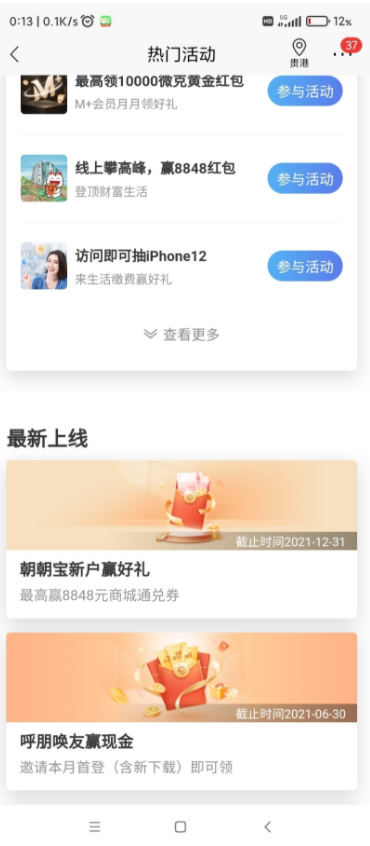 0:13 | 0.1K/s
HD 5G 12%
热门活动
贵港
37
最高领10000微克黄金红包
M+会员月月领好礼
参与活动
线上攀高峰，赢8848红包
登顶财富生活
参与活动
访问即可抽iPhone12
来生活缴费赢好礼
参与活动
查看更多
最新上线
截止时间2021-12-31
朝朝宝新户赢好礼
最高赢8848元商城通兑券
截止时间2021-06-30
呼朋唤友赢现金
邀请本月首登（含新下载）即可领